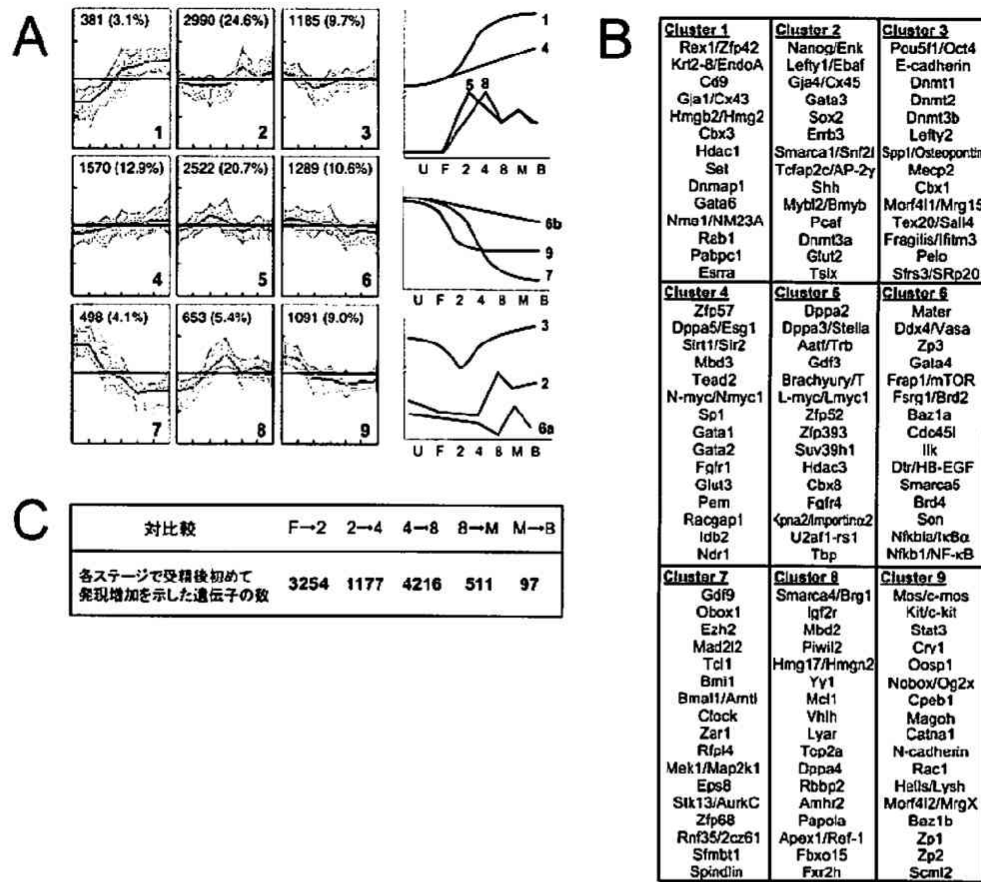 A
381 (3.1%)
1
2990 (24.6%)
2
1185 (9.7%)
3
1570 (12.9%)
4
2522 (20.7%)
5
1289 (10.6%)
6
498 (4.1%)
7
653 (5.4%)
8
1091 (9.0%)
9
1
4
5 8
U F 2 4 8 M B
6b
9
7
U F 2 4 8 M B
3
2
6a
U F 2 4 8 M B
B
Cluster 1
Rex1/Zfp42
Krt2-8/EndoA
Cd9
Gja1/Cx43
Hmgb2/Hmg2
Cbx3
Hdac1
Set
Dnmap1
Gata6
Nme1/NM23A
Rab1
Pabpc1
Esrra
Cluster 2
Nanog/Enk
Lefty1/Ebaf
Gja4/Cx45
Gata3
Sox2
Errb3
Smarca1/Snf2l
Tcfap2c/AP-2γ
Shh
Mybl2/Bmyb
Pcaf
Dnmt3a
Glut2
Tsix
Cluster 3
Pou5f1/Oct4
E-cadherin
Dnmt1
Dnmt2
Dnmt3b
Lefty2
Spp1/Osteopontin
Mecp2
Cbx1
Morf4l1/Mrg15
Tex20/Sall4
Fragilis/Ifitm3
Pelo
Sfrs3/SRp20
Cluster 4
Zfp57
Dppa5/Esg1
Sirt1/Sir2
Mbd3
Tead2
N-myc/Nmyc1
Sp1
Gata1
Gata2
Fgfr1
Glut3
Pem
Racgap1
Idb2
Ndr1
Cluster 5
Dppa2
Dppa3/Stella
Aatf/Trb
Gdf3
Brachyury/T
L-myc/Lmyc1
Zfp52
Zfp393
Suv39h1
Hdac3
Cbx8
Fgfr4
Kpna2/Importinα2
U2af1-rs1
Tbp
Cluster 6
Mater
Ddx4/Vasa
Zp3
Gata4
Frap1/mTOR
Fsrg1/Brd2
Baz1a
Cdc45l
Ilk
Dtr/HB-EGF
Smarca5
Brd4
Son
Nfkbia/IκBα
Nfkb1/NF-κB
Cluster 7
Gdf9
Obox1
Ezh2
Mad2l2
Tcl1
Bmi1
Bmal1/Arntl
Clock
Zar1
Rfpl4
Mek1/Map2k1
Eps8
Stk13/AurkC
Zfp68
Rnf35/2cz61
Sfmbt1
Spindlin
Cluster 8
Smarca4/Brg1
Igf2r
Mbd2
Piwil2
Hmg17/Hmgn2
Yy1
Mcl1
Vhlh
Lyar
Top2a
Dppa4
Rbbp2
Amhr2
Papola
Apex1/Ref-1
Fbxo15
Fxr2h
Cluster 9
Mos/c-mos
Kit/c-kit
Stat3
Cry1
Oosp1
Nobox/Og2x
Cpeb1
Magoh
Catna1
N-cadherin
Rac1
Hells/Lysh
Morf4l2/MrgX
Baz1b
Zp1
Zp2
Scml2
C
対比較 F→2 2→4 4→8 8→M M→B
各ステージで受精後初めて
発現増加を示した遺伝子の数 3254 1177 4216 511 97